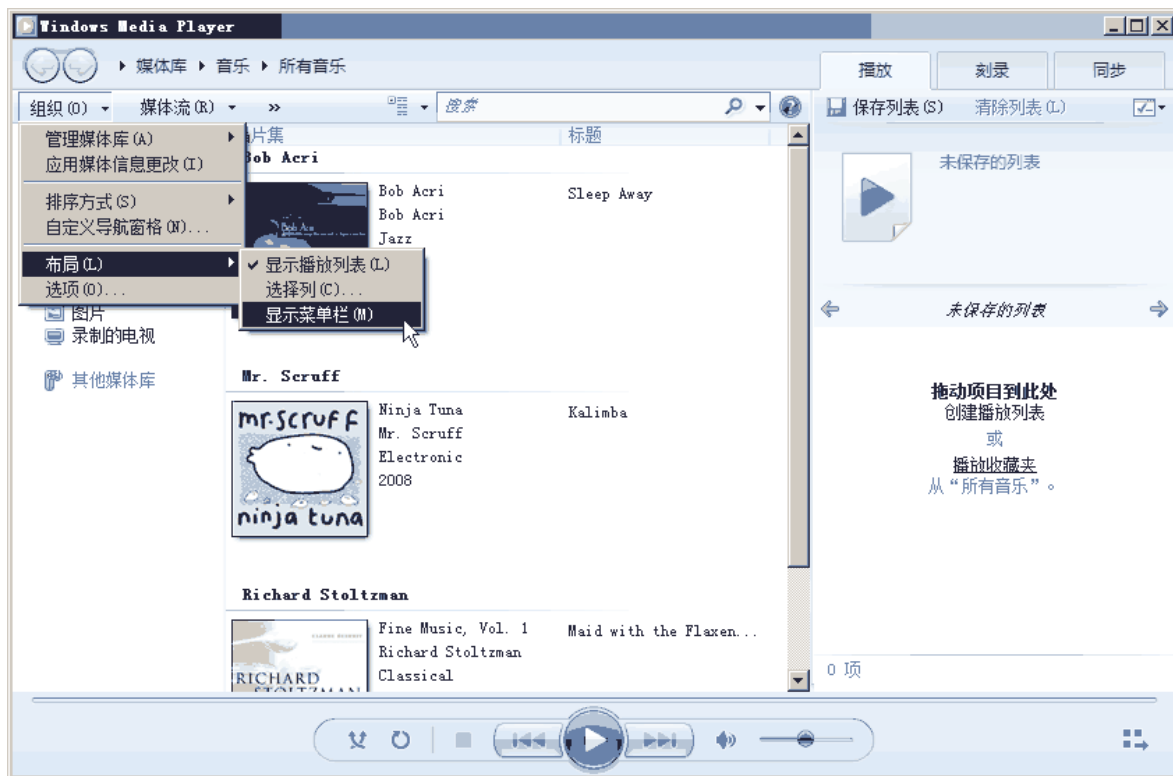 Windows Media Player
媒体库 音乐 所有音乐
播放 刻录 同步
组织(O) 媒体流(R) »
搜索
保存列表(S) 清除列表(L)
管理媒体库(A)
应用媒体信息更改(I)
排序方式(S)
自定义导航窗格(N)...
布局(L)
选项(O)...
显示播放列表(L)
选择列(C)...
显示菜单栏(M)
图片
录制的电视
其他媒体库
片集 标题
Bob Acri
Bob Acri
Bob Acri
Jazz
Sleep Away
Mr. Scruff
mr.scruff
ninja tuna
Ninja Tuna
Mr. Scruff
Electronic
2008
Kalimba
Richard Stoltzman
RICHARD
STOLTZMAN
Fine Music, Vol. 1
Richard Stoltzman
Classical
Maid with the Flaxen...
未保存的列表
未保存的列表
拖动项目到此处
创建播放列表
或
播放收藏夹
从“所有音乐”。
0 项